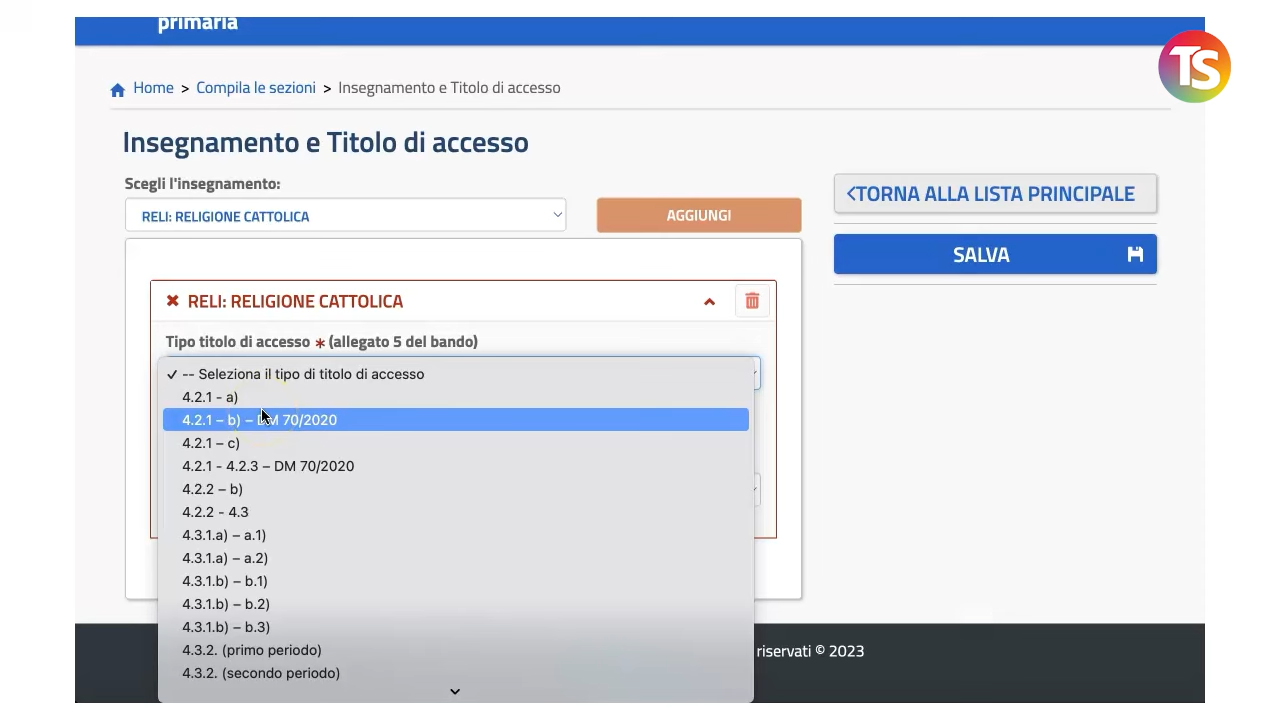 primaria
TS
Home > Compila le sezioni > Insegnamento e Titolo di accesso
Insegnamento e Titolo di accesso
Scegli l'insegnamento:
RELI: RELIGIONE CATTOLICA
AGGIUNGI
<TORNA ALLA LISTA PRINCIPALE
SALVA
RELI: RELIGIONE CATTOLICA
Tipo titolo di accesso * (allegato 5 del bando)
✓ -- Seleziona il tipo di titolo di accesso
4.2.1 - a)
4.2.1 – b) – DM 70/2020
4.2.1 – c)
4.2.1 - 4.2.3 – DM 70/2020
4.2.2 – b)
4.2.2 - 4.3
4.3.1.a) – a.1)
4.3.1.a) – a.2)
4.3.1.b) – b.1)
4.3.1.b) – b.2)
4.3.1.b) – b.3)
4.3.2. (primo periodo)
4.3.2. (secondo periodo)
riservati © 2023